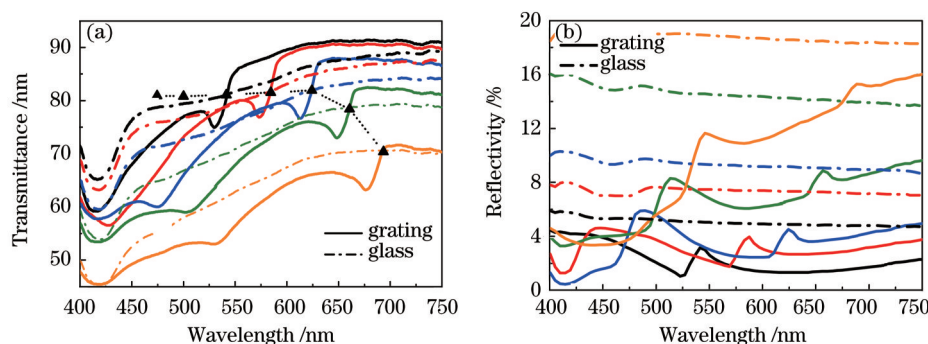 (a)
Transmittance /nm
90
80
70
60
50
grating
glass
400 450 500 550 600 650 700 750
Wavelength /nm
(b)
Reflectivity /%
20
16
12
8
4
0
grating
glass
400 450 500 550 600 650 700 750
Wavelength /nm